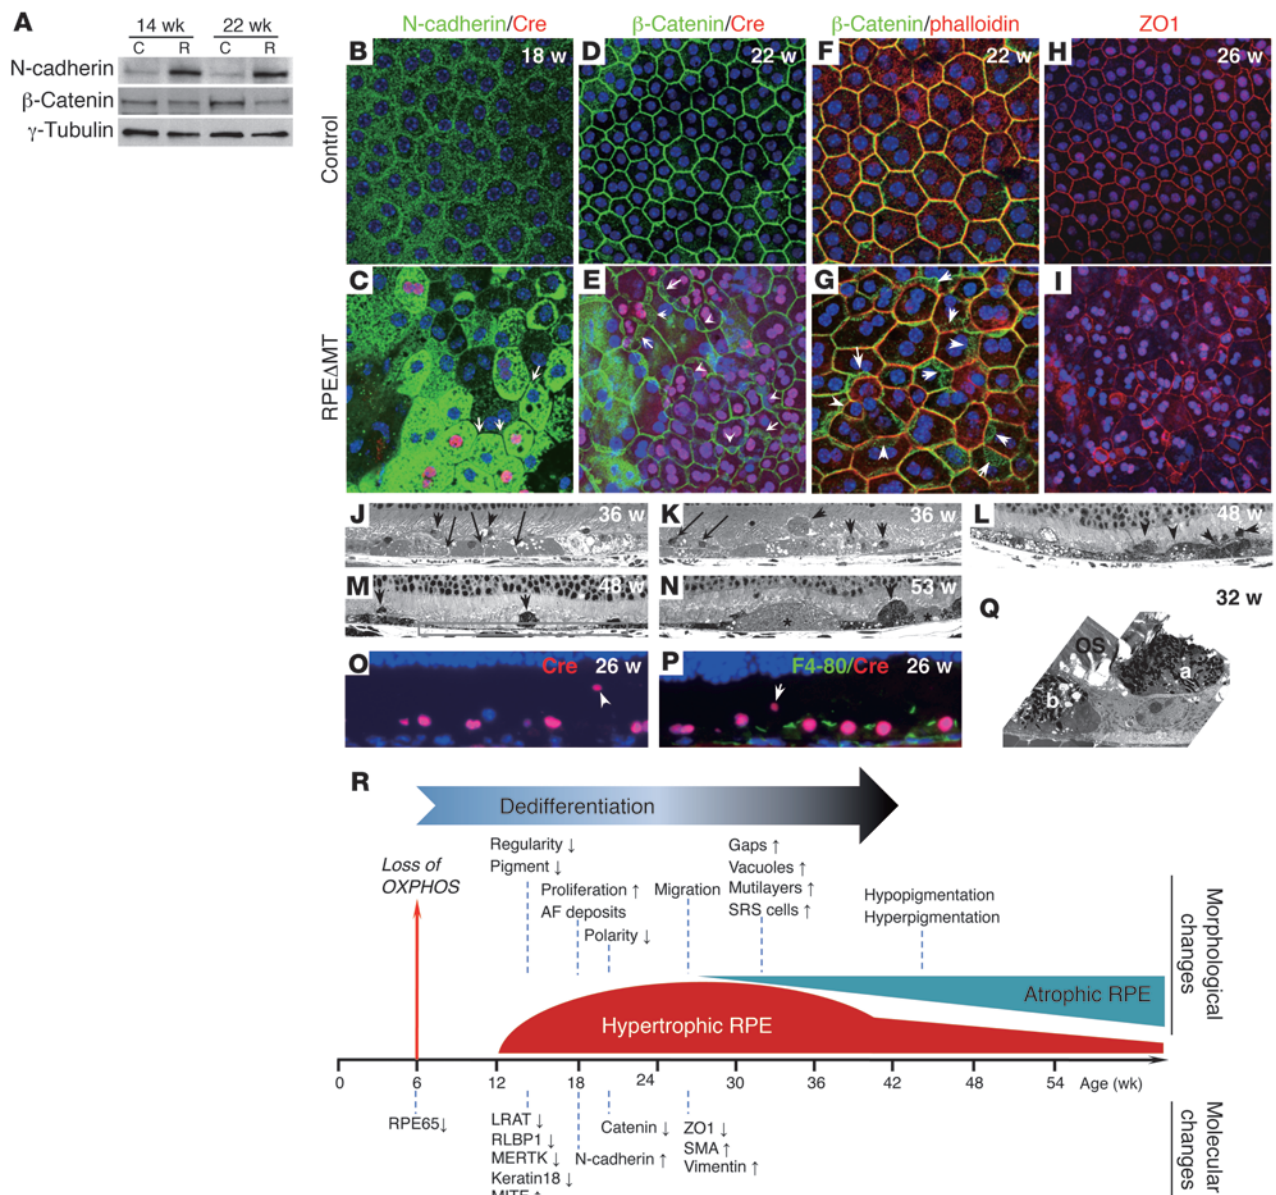 A
14 wk 22 wk
C R C R
N-cadherin
β-Catenin
γ-Tubulin
N-cadherin/Cre
β-Catenin/Cre
β-Catenin/phalloidin
ZO1
Control
B 18 w
D 22 w
F 22 w
H 26 w
RPEΔMT
C
E
G
I
J 36 w
K 36 w
L 48 w
M 48 w
N 53 w
* *
Q 32 w
OS
a
b
O Cre 26 w
P F4-80/Cre 26 w
R
Dedifferentiation
Loss of
OXPHOS
Regularity ↓
Pigment ↓
Proliferation ↑
AF deposits
Polarity ↓
Migration
Gaps ↑
Vacuoles ↑
Mutilayers ↑
SRS cells ↑
Hypopigmentation
Hyperpigmentation
Morphological
changes
Atrophic RPE
Hypertrophic RPE
0 6 12 18 24 30 36 42 48 54 Age (wk)
RPE65↓
LRAT ↓
RLBP1 ↓
MERTK ↓
Keratin18 ↓
MITF ↑
N-cadherin ↑
Catenin ↓
ZO1 ↓
SMA ↑
Vimentin ↑
Molecular
changes